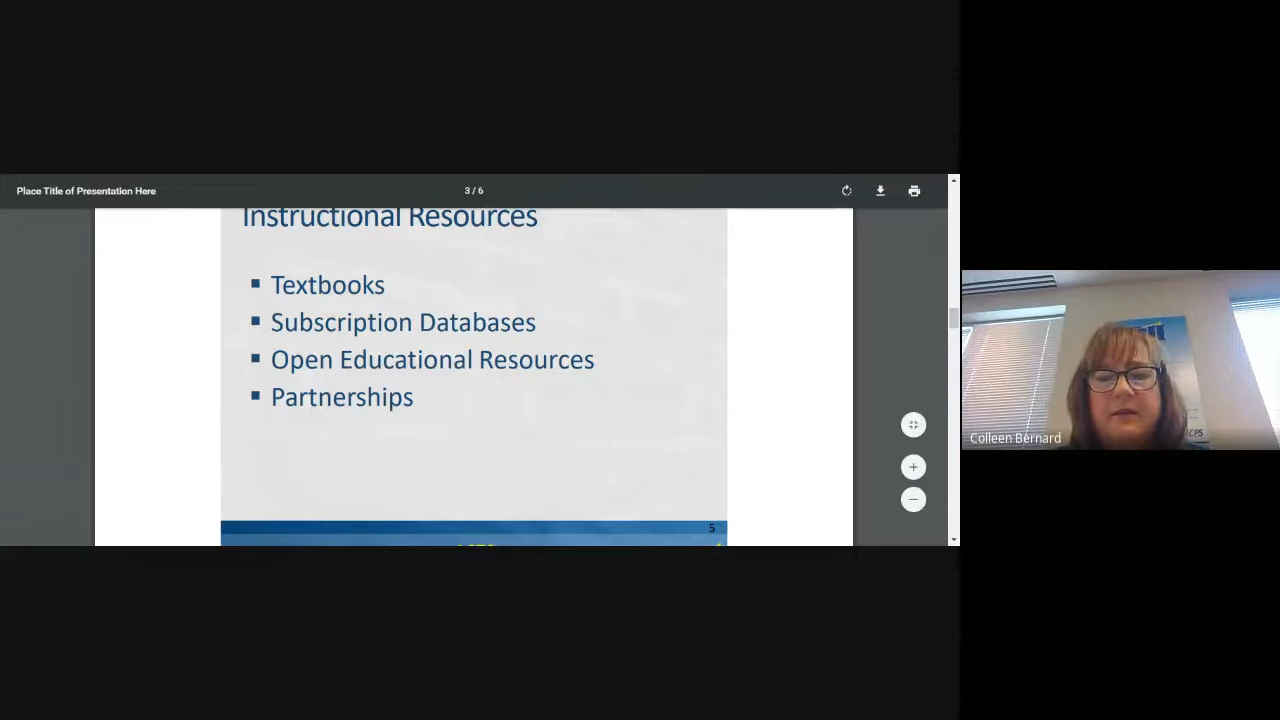 Place Title of Presentation Here
3 / 6
Instructional Resources
Textbooks
Subscription Databases
Open Educational Resources
Partnerships
5
Colleen Bernard
CPS